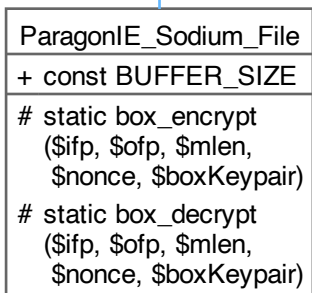 ParagonIE_Sodium_File
+ const BUFFER_SIZE
# static box_encrypt
($ifp, $ofp, $mlen,
$nonce, $boxKeypair)
# static box_decrypt
($ifp, $ofp, $mlen,
$nonce, $boxKeypair)